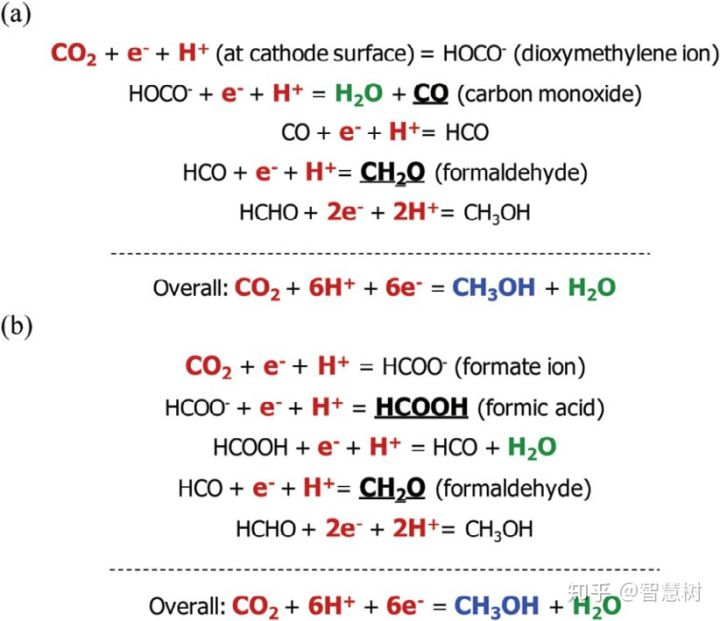 (a)
CO₂ + e⁻ + H⁺ (at cathode surface) = HOCO⁻ (dioxymethylene ion)
HOCO⁻ + e⁻ + H⁺ = H₂O + CO (carbon monoxide)
CO + e⁻ + H⁺= HCO
HCO + e⁻ + H⁺= CH₂O (formaldehyde)
HCHO + 2e⁻ + 2H⁺= CH₃OH
Overall: CO₂ + 6H⁺ + 6e⁻ = CH₃OH + H₂O
(b)
CO₂ + e⁻ + H⁺ = HCOO⁻ (formate ion)
HCOO⁻ + e⁻ + H⁺ = HCOOH (formic acid)
HCOOH + e⁻ + H⁺ = HCO + H₂O
HCO + e⁻ + H⁺= CH₂O (formaldehyde)
HCHO + 2e⁻ + 2H⁺= CH₃OH
知乎 @智慧树
Overall: CO₂ + 6H⁺ + 6e⁻ = CH₃OH + H₂O